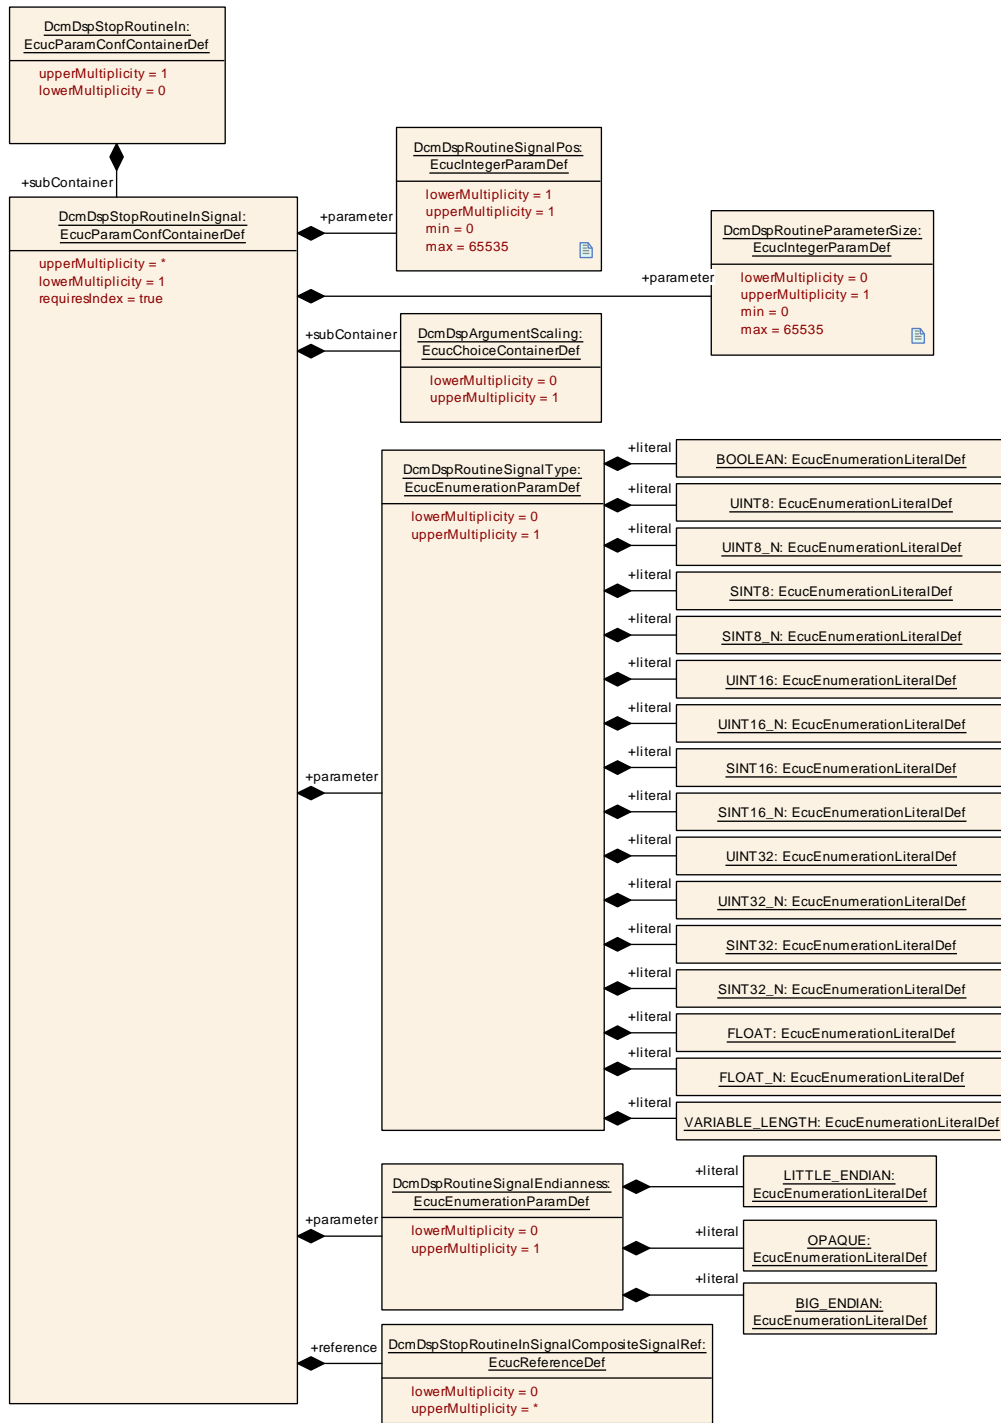 DcmDspStopRoutineIn:
EcucParamConfContainerDef
upperMultiplicity = 1
lowerMultiplicity = 0
+subContainer
DcmDspStopRoutineInSignal:
EcucParamConfContainerDef
upperMultiplicity = *
lowerMultiplicity = 1
requiresIndex = true
+parameter
DcmDspRoutineSignalPos:
EcucIntegerParamDef
lowerMultiplicity = 1
upperMultiplicity = 1
min = 0
max = 65535
+parameter
DcmDspRoutineParameterSize:
EcucIntegerParamDef
lowerMultiplicity = 0
upperMultiplicity = 1
min = 0
max = 65535
+subContainer
DcmDspArgumentScaling:
EcucChoiceContainerDef
lowerMultiplicity = 0
upperMultiplicity = 1
+parameter
DcmDspRoutineSignalType:
EcucEnumerationParamDef
lowerMultiplicity = 0
upperMultiplicity = 1
+literal
BOOLEAN: EcucEnumerationLiteralDef
+literal
UINT8: EcucEnumerationLiteralDef
+literal
UINT8_N: EcucEnumerationLiteralDef
+literal
SINT8: EcucEnumerationLiteralDef
+literal
SINT8_N: EcucEnumerationLiteralDef
+literal
UINT16: EcucEnumerationLiteralDef
+literal
UINT16_N: EcucEnumerationLiteralDef
+literal
SINT16: EcucEnumerationLiteralDef
+literal
SINT16_N: EcucEnumerationLiteralDef
+literal
UINT32: EcucEnumerationLiteralDef
+literal
UINT32_N: EcucEnumerationLiteralDef
+literal
SINT32: EcucEnumerationLiteralDef
+literal
SINT32_N: EcucEnumerationLiteralDef
+literal
FLOAT: EcucEnumerationLiteralDef
+literal
FLOAT_N: EcucEnumerationLiteralDef
+literal
VARIABLE_LENGTH: EcucEnumerationLiteralDef
+parameter
DcmDspRoutineSignalEndianness:
EcucEnumerationParamDef
lowerMultiplicity = 0
upperMultiplicity = 1
+literal
LITTLE_ENDIAN:
EcucEnumerationLiteralDef
+literal
OPAQUE:
EcucEnumerationLiteralDef
+literal
BIG_ENDIAN:
EcucEnumerationLiteralDef
+reference
DcmDspStopRoutineInSignalCompositeSignalRef:
EcucReferenceDef
lowerMultiplicity = 0
upperMultiplicity = *